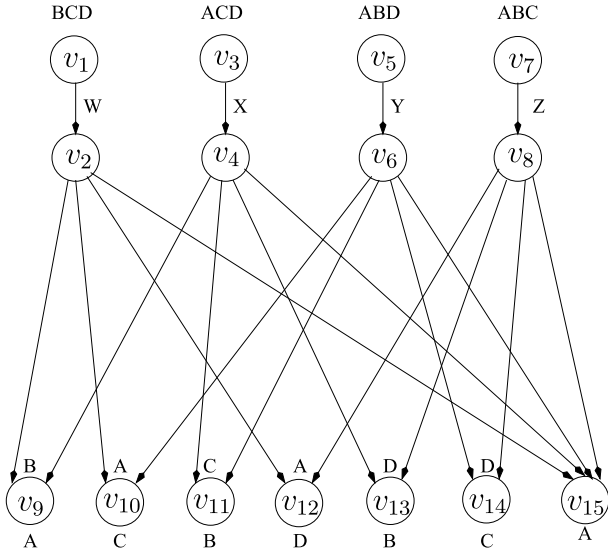 BCD ACD ABD ABC
v1 v3 v5 v7
W X Y Z
v2 v4 v6 v8
B A C A D D
v9 v10 v11 v12 v13 v14 v15
A C B D B C A